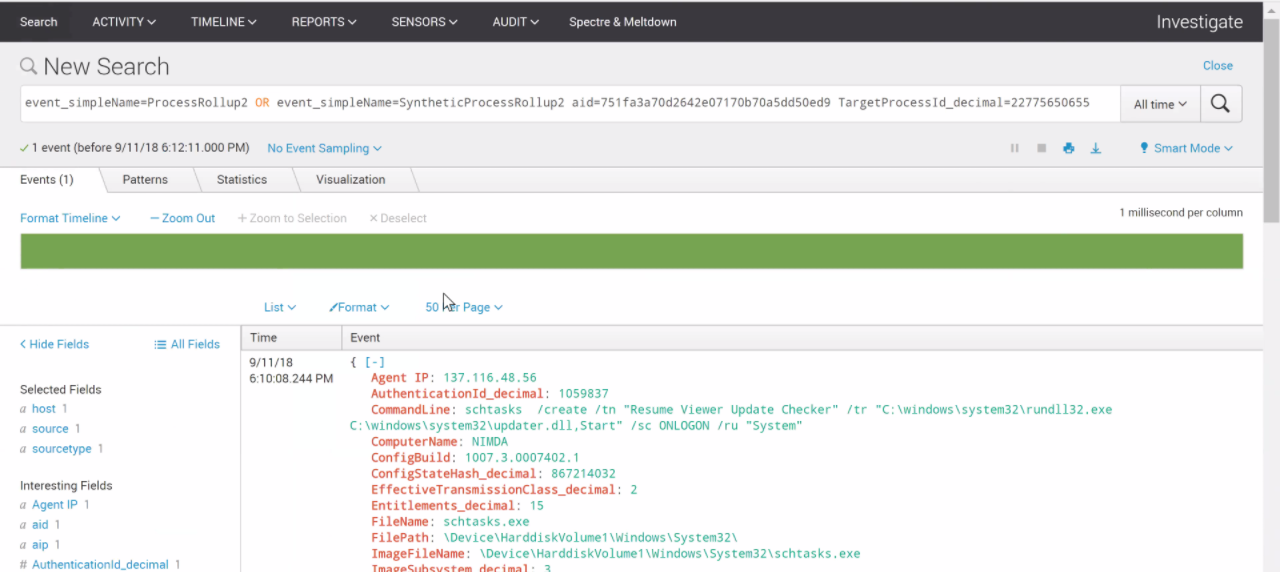 Search ACTIVITY TIMELINE REPORTS SENSORS AUDIT Spectre & Meltdown Investigate
New Search Close
event_simpleName=ProcessRollup2 OR event_simpleName=SyntheticProcessRollup2 aid=751fa3a70d2642e07170b70a5dd50ed9 TargetProcessId_decimal=22775650655 All time
1 event (before 9/11/18 6:12:11.000 PM) No Event Sampling Smart Mode
Events (1) Patterns Statistics Visualization
Format Timeline — Zoom Out + Zoom to Selection × Deselect 1 millisecond per column
List Format 50 Per Page
< Hide Fields All Fields Time Event
9/11/18 { [-]
6:10:08.244 PM Agent IP: 137.116.48.56
Selected Fields
AuthenticationId_decimal: 1059837
a host 1 CommandLine: schtasks /create /tn "Resume Viewer Update Checker" /tr "C:\windows\system32\rundll32.exe
a source 1 C:\windows\system32\updater.dll,Start" /sc ONLOGON /ru "System"
a sourcetype 1 ComputerName: NIMDA
ConfigBuild: 1007.3.0007402.1
ConfigStateHash_decimal: 867214032
Interesting Fields EffectiveTransmissionClass_decimal: 2
a Agent IP 1 Entitlements_decimal: 15
a aid 1 FileName: schtasks.exe
a aip 1 FilePath: \Device\HarddiskVolume1\Windows\System32\
# AuthenticationId_decimal 1 ImageFileName: \Device\HarddiskVolume1\Windows\System32\schtasks.exe
ImageSubsystem_decimal: 3